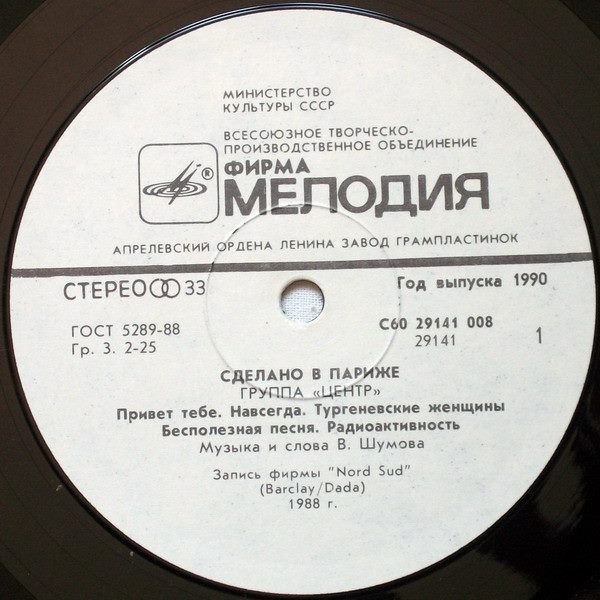 МИНИСТЕРСТВО
КУЛЬТУРЫ СССР
ВСЕСОЮЗНОЕ ТВОРЧЕСКО-
ПРОИЗВОДСТВЕННОЕ ОБЪЕДИНЕНИЕ
ФИРМА
® МЕЛОДИЯ
АПРЕЛЕВСКИЙ ОРДЕНА ЛЕНИНА ЗАВОД ГРАМПЛАСТИНОК
СТЕРЕО 33 Год выпуска 1990
ГОСТ 5289-88 С60 29141 008
Гр. 3. 2-25 29141 1
СДЕЛАНО В ПАРИЖЕ
ГРУППА «ЦЕНТР»
Привет тебе. Навсегда. Тургеневские женщины
Бесполезная песня. Радиоактивность
Музыка и слова В. Шумова
Запись фирмы "Nord Sud"
(Barclay/Dada)
1988 г.